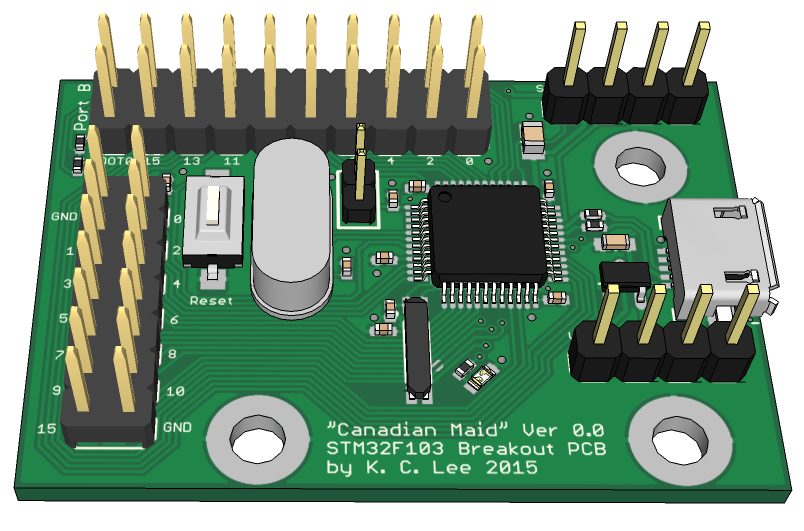 Port B
S
OOT0 15 13 11 4 2 0
GND
0
1
2
3
4
Reset
5
6
7
8
9
10
15
GND
"Canadian Maid" Ver 0.0
STM32F103 Breakout PCB
by K. C. Lee 2015